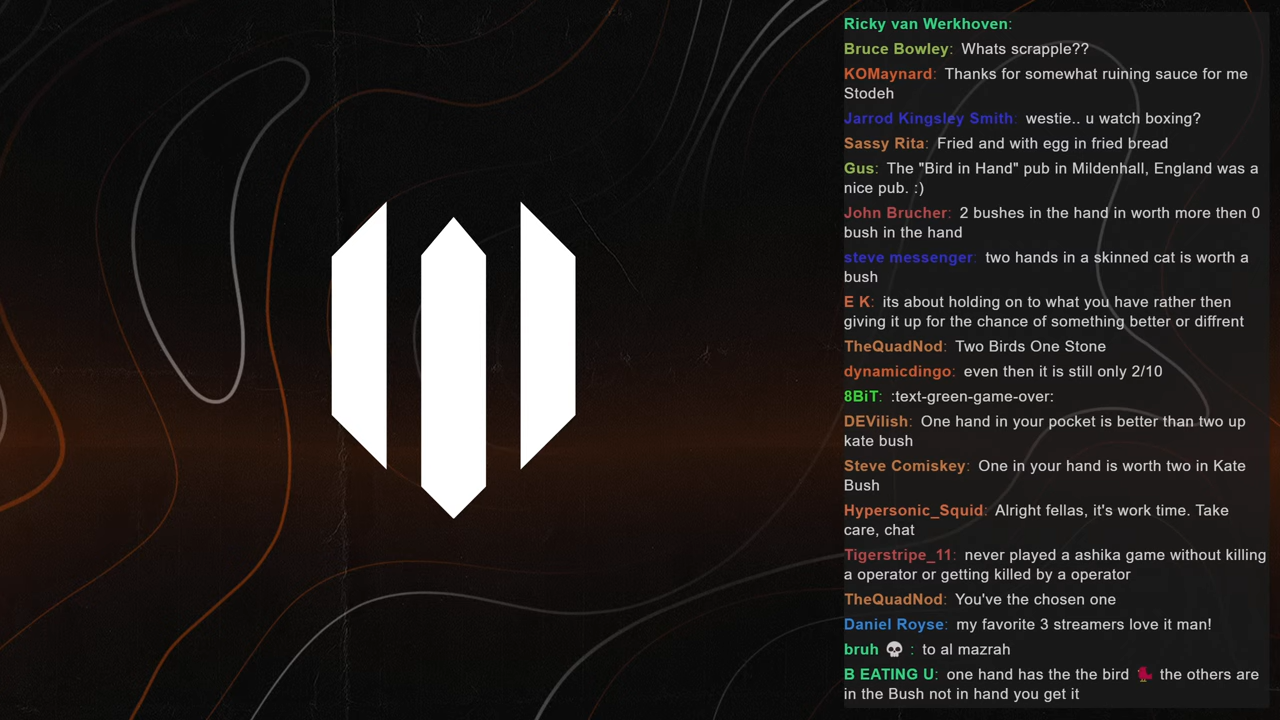 Ricky van Werkhoven:
Bruce Bowley: Whats scrapple??
KOMaynard: Thanks for somewhat ruining sauce for me
Stodeh
Jarrod Kingsley Smith: westie.. u watch boxing?
Sassy Rita: Fried and with egg in fried bread
Gus: The "Bird in Hand" pub in Mildenhall, England was a
nice pub. :)
John Brucher: 2 bushes in the hand in worth more then 0
bush in the hand
steve messenger: two hands in a skinned cat is worth a
bush
E K: its about holding on to what you have rather then
giving it up for the chance of something better or diffrent
TheQuadNod: Two Birds One Stone
dynamicdingo: even then it is still only 2/10
8BiT: :text-green-game-over:
DEVilish: One hand in your pocket is better than two up
kate bush
Steve Comiskey: One in your hand is worth two in Kate
Bush
Hypersonic_Squid: Alright fellas, it's work time. Take
care, chat
Tigerstripe_11: never played a ashika game without killing
a operator or getting killed by a operator
TheQuadNod: You've the chosen one
Daniel Royse: my favorite 3 streamers love it man!
bruh 💀 : to al mazrah
B EATING U: one hand has the the bird 🐦 the others are
in the Bush not in hand you get it